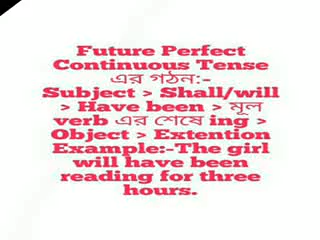 Future Perfect
Continuous Tense
এর গঠন:-
Subject > Shall/will
> Have been > মূল
verb এর শেষে ing >
Object > Extention
Example:-The girl
will have been
reading for three
hours.